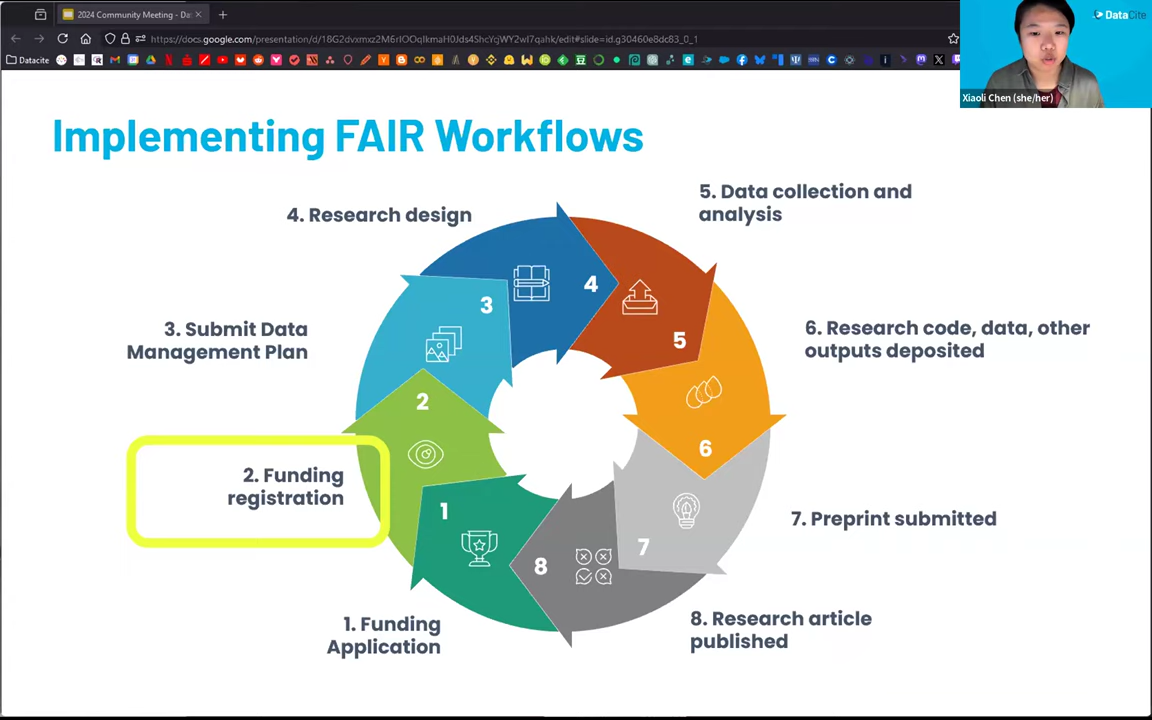 2024 Community Meeting - Da
https://docs.google.com/presentation/d/18G2dvxmxz2M6rIOOqIkmaH0Jds4ShcYqWY2wI7qahk/edit#slide=id.g30460e8dc83_0_1
Datacite
DataCite
Xiaoli Chen (she/her)
Implementing FAIR Workflows
5. Data collection and
analysis
4. Research design
4
3
5
3. Submit Data
Management Plan
6. Research code, data, other
outputs deposited
2
6
2. Funding
registration
1
7. Preprint submitted
7
8
1. Funding
Application
8. Research article
published